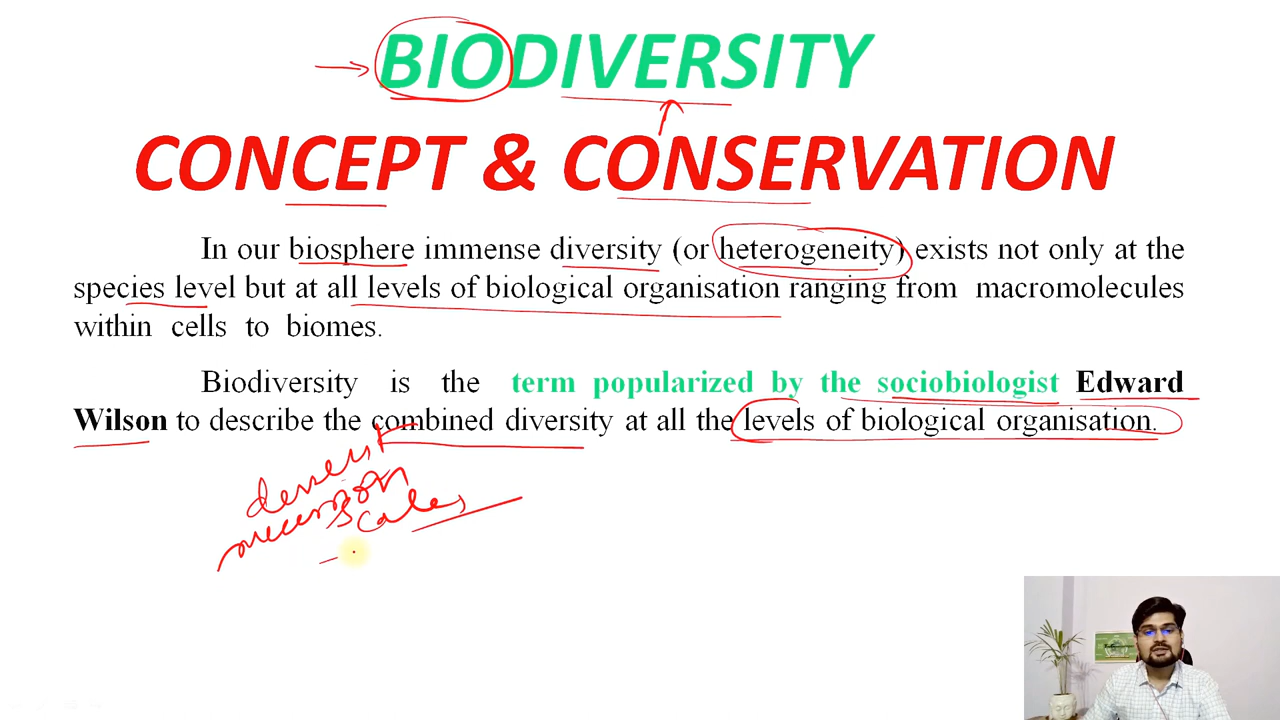 BIODIVERSITY
CONCEPT & CONSERVATION
In our biosphere immense diversity (or heterogeneity) exists not only at the
species level but at all levels of biological organisation ranging from macromolecules
within cells to biomes.
Biodiversity is the term popularized by the sociobiologist Edward
Wilson to describe the combined diversity at all the levels of biological organisation.
scales